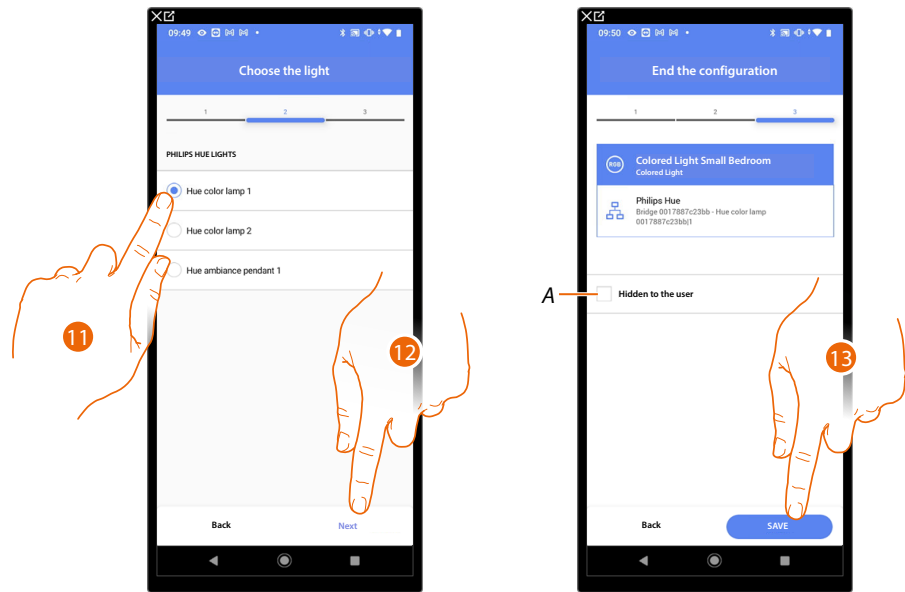 09:49
Choose the light
1 2 3
PHILIPS HUE LIGHTS
Hue color lamp 1
Hue color lamp 2
Hue ambiance pendant 1
11
12
Back Next
09:50
End the configuration
1 2 3
RGB
Colored Light Small Bedroom
Colored Light
Philips Hue
Bridge 0017887c23bb - Hue color lamp
0017887c23bb|1
A
Hidden to the user
13
Back SAVE